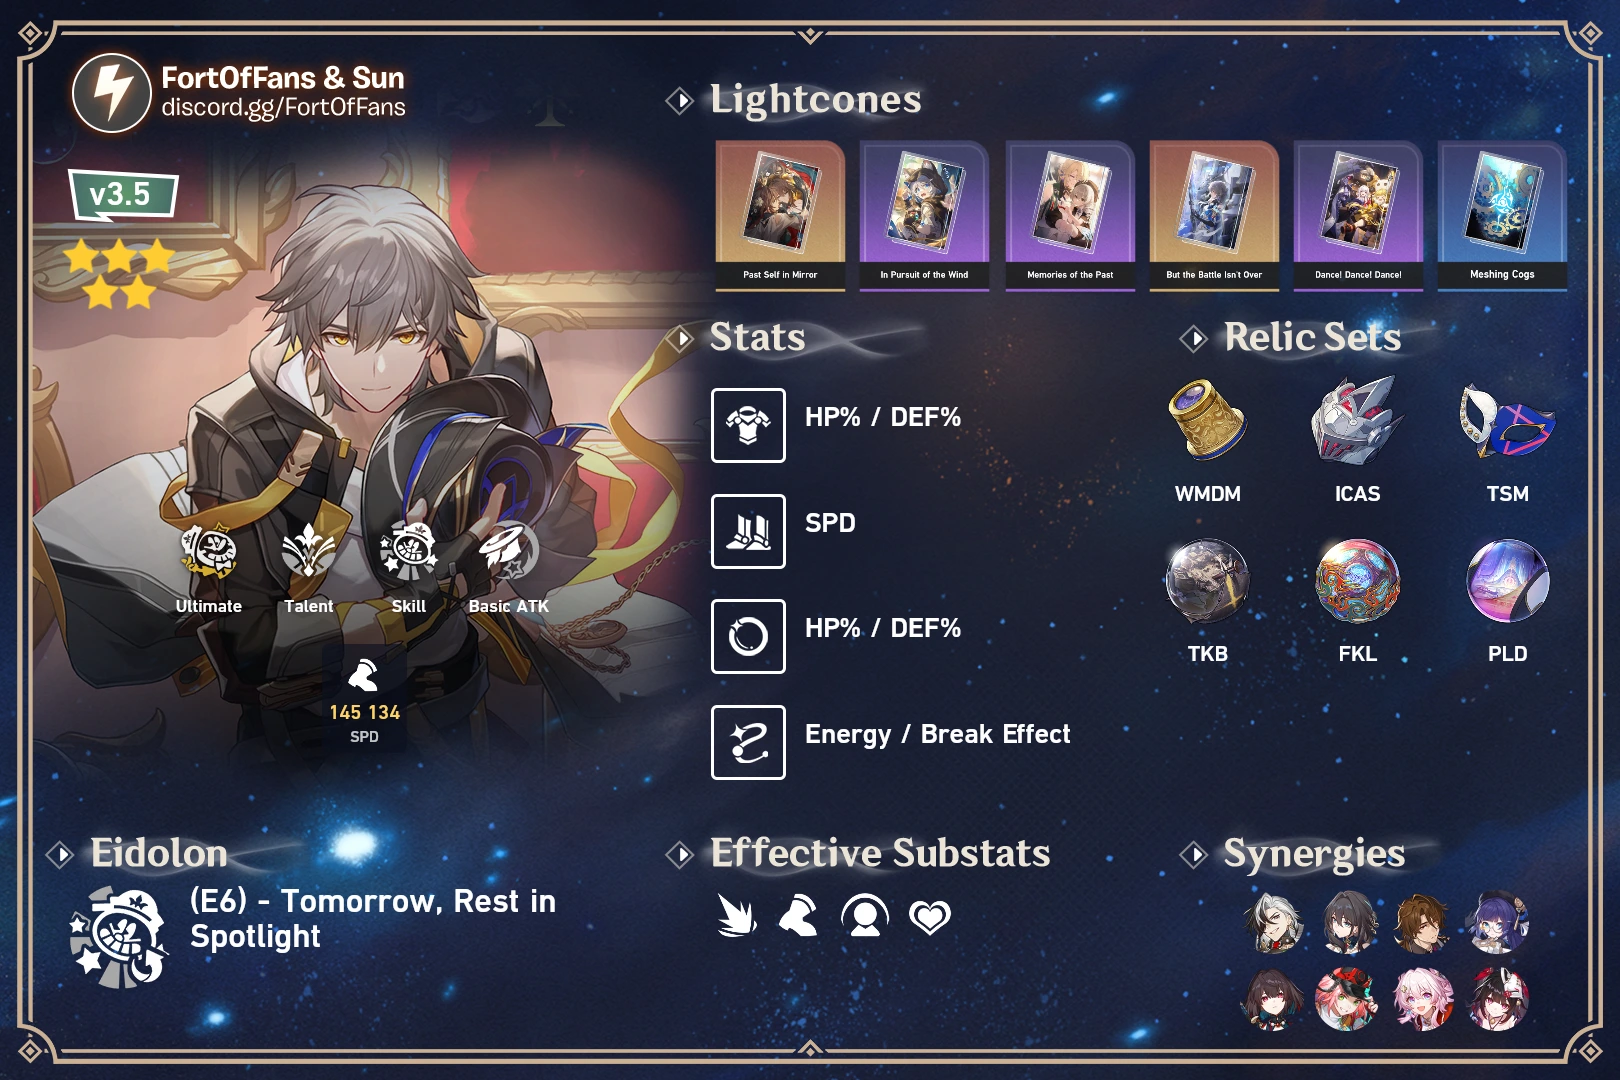 FortOfFans & Sun
discord.gg/FortOfFans
v3.5
Ultimate
Talent
Skill
Basic ATK
145 134
SPD
Eidolon
(E6) - Tomorrow, Rest in
Spotlight
Lightcones
Past Self in Mirror
In Pursuit of the Wind
Memories of the Past
But the Battle Isn't Over
Dance! Dance! Dance!
Meshing Cogs
Stats
HP% / DEF%
SPD
HP% / DEF%
Energy / Break Effect
Relic Sets
WMDM
ICAS
TSM
TKB
FKL
PLD
Effective Substats
Synergies